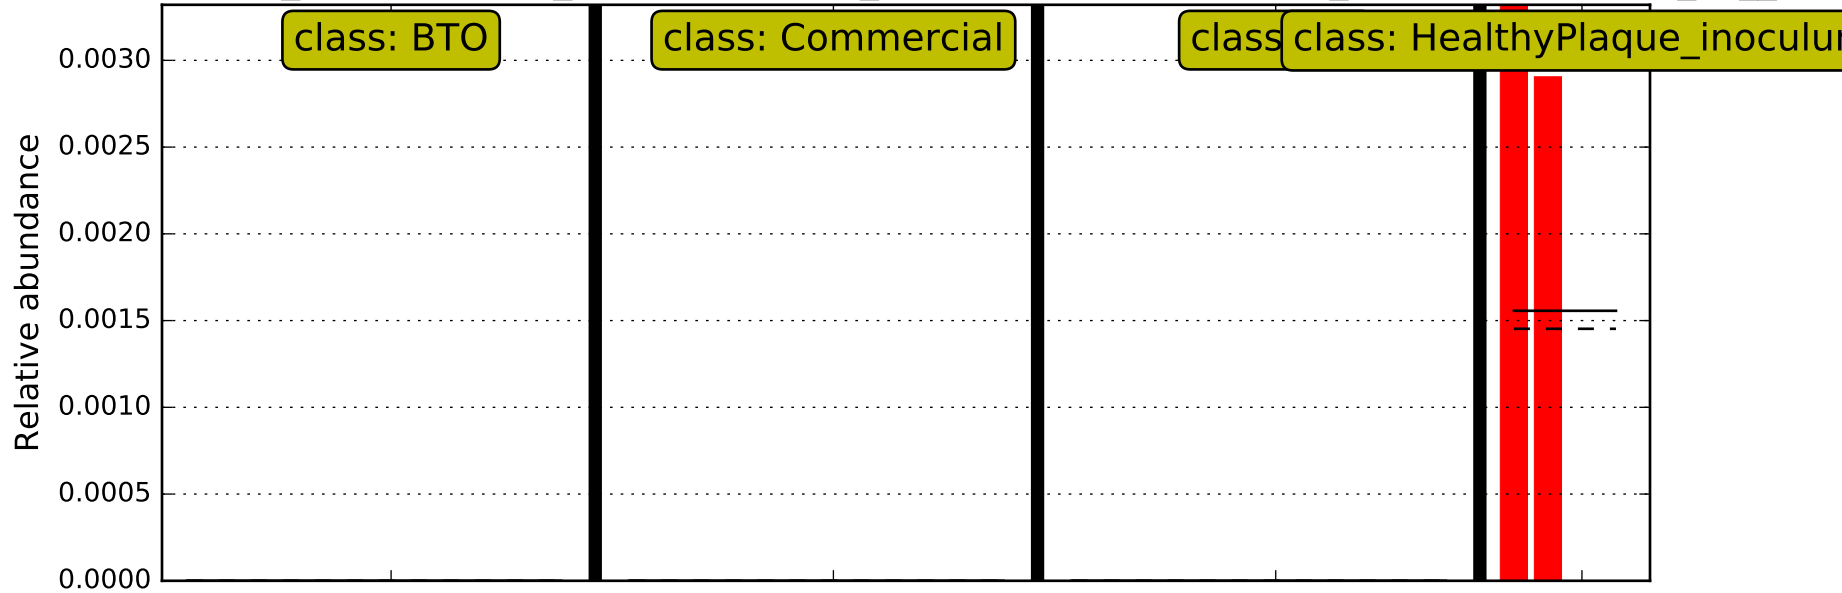 class: BTO
class: Commercial
class
class: HealthyPlaque_inoculu
0.0030
0.0025
0.0020
0.0015
0.0010
0.0005
0.0000
Relative abundance